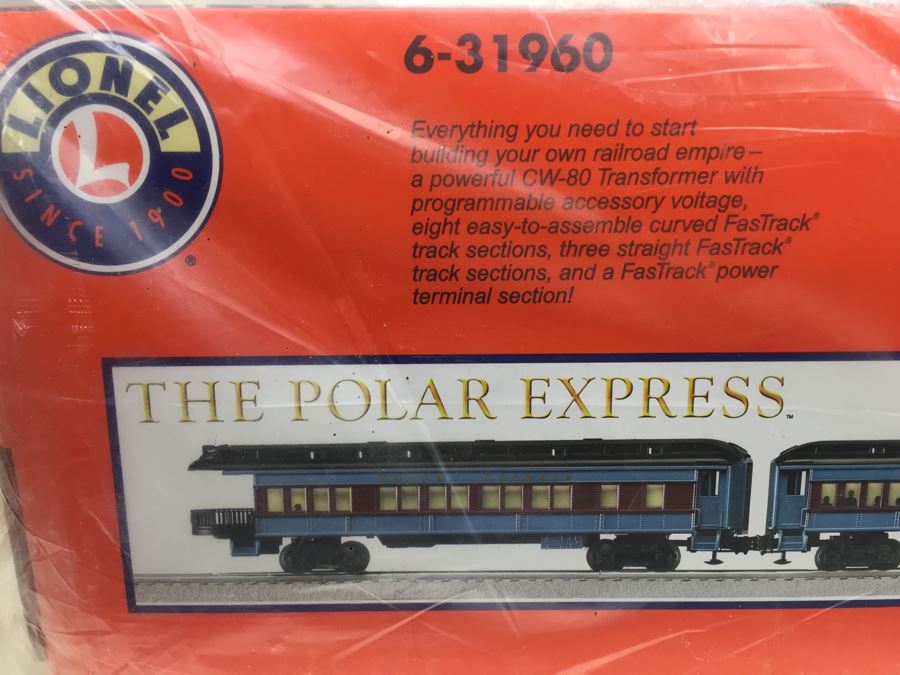 LIONEL
SINCE 1900
®
6-31960
Everything you need to start
building your own railroad empire—
a powerful CW-80 Transformer with
programmable accessory voltage,
eight easy-to-assemble curved FasTrack®
track sections, three straight FasTrack®
track sections, and a FasTrack® power
terminal section!
THE POLAR EXPRESS™